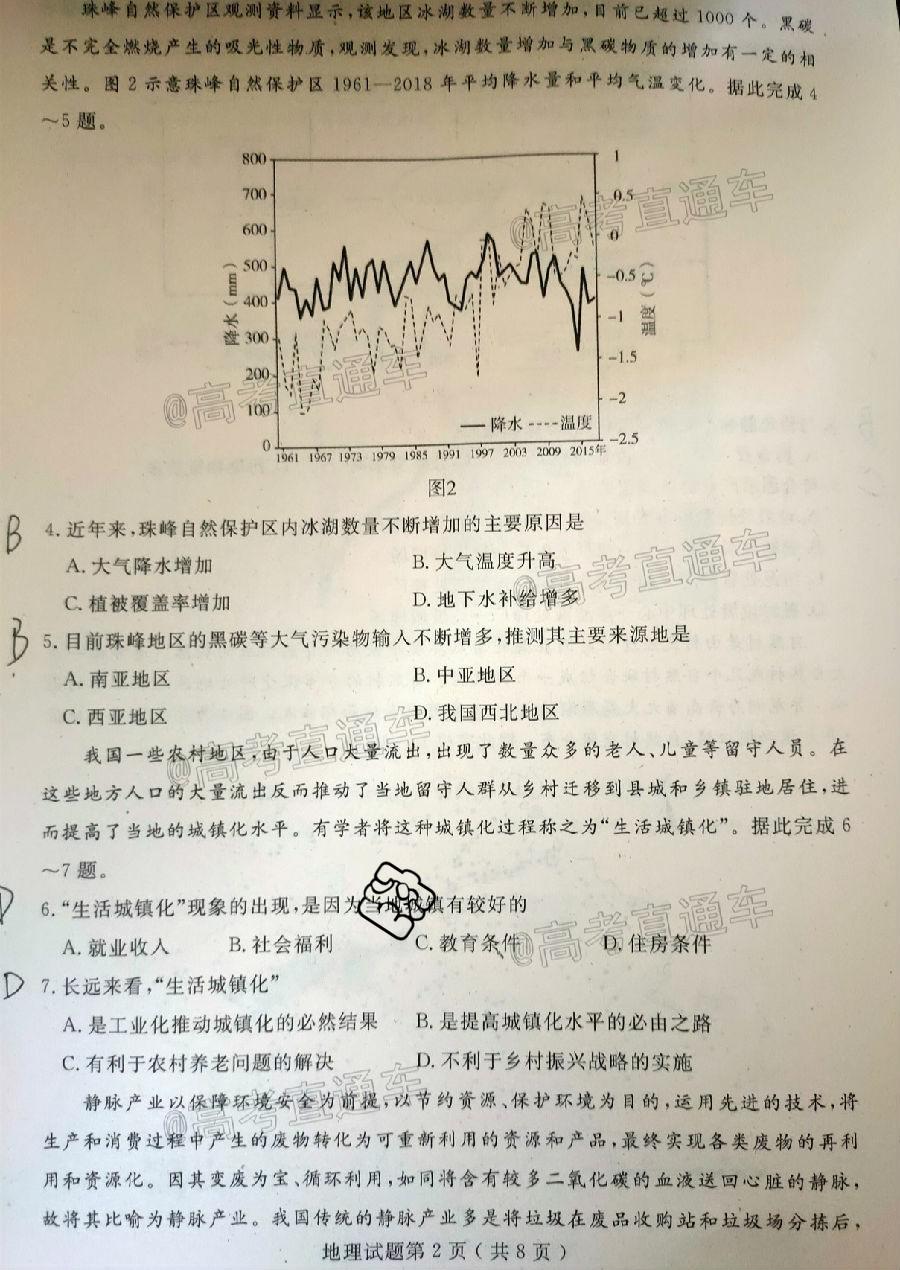 珠峰自然保护区观测资料显示,该地区冰湖数量不断增加,目前已超过1000个。黑碳
是不完全燃烧产生的吸光性物质,观测发现,冰湖数量增加与黑碳物质的增加有一定的相
关性。图2示意珠峰自然保护区1961—2018年平均降水量和平均气温变化。据此完成4
～5题。
800
700
600
500
400
300
200
100
0
降水(mm)
1
0.5
0
-0.5
-1
-1.5
-2
-2.5
温度(℃)
降水 温度
1961 1967 1973 1979 1985 1991 1997 2003 2009 2015年
图2
B 4.近年来,珠峰自然保护区内冰湖数量不断增加的主要原因是
A.大气降水增加 B.大气温度升高
C.植被覆盖率增加 D.地下水补给增多
B 5.目前珠峰地区的黑碳等大气污染物输入不断增多,推测其主要来源地是
A.南亚地区 B.中亚地区
C.西亚地区 D.我国西北地区
我国一些农村地区,由于人口大量流出,出现了数量众多的老人、儿童等留守人员。在
这些地方人口的大量流出反而推动了当地留守人群从乡村迁移到县城和乡镇驻地居住,进
而提高了当地的城镇化水平。有学者将这种城镇化过程称之为“生活城镇化”。据此完成6
～7题。
D 6.“生活城镇化”现象的出现,是因为当地城镇有较好的
A.就业收入 B.社会福利 C.教育条件 D.住房条件
D 7.长远来看,“生活城镇化”
A.是工业化推动城镇化的必然结果 B.是提高城镇化水平的必由之路
C.有利于农村养老问题的解决 D.不利于乡村振兴战略的实施
静脉产业以保障环境安全为前提,以节约资源、保护环境为目的,运用先进的技术,将
生产和消费过程中产生的废物转化为可重新利用的资源和产品,最终实现各类废物的再利
用和资源化。因其变废为宝、循环利用,如同将含有较多二氧化碳的血液送回心脏的静脉,
故将其比喻为静脉产业。我国传统的静脉产业多是将垃圾在废品收购站和垃圾场分拣后,
地理试题第2页(共8页)
@高考直通车
@高考直通车
@高考直通车
@高考直通车
@高考直通车
@高考直通车